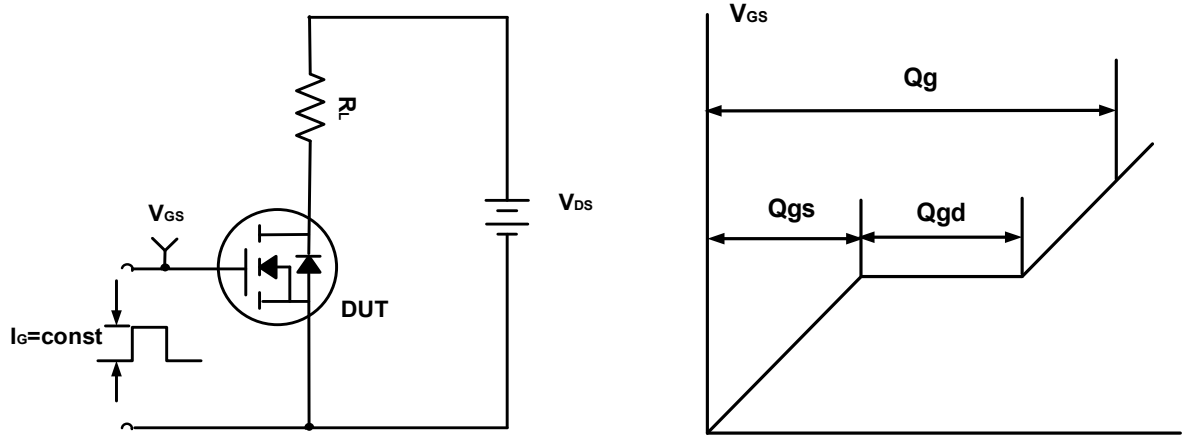 RL
VGS
VDS
DUT
IG=const
VGS
Qg
Qgs
Qgd